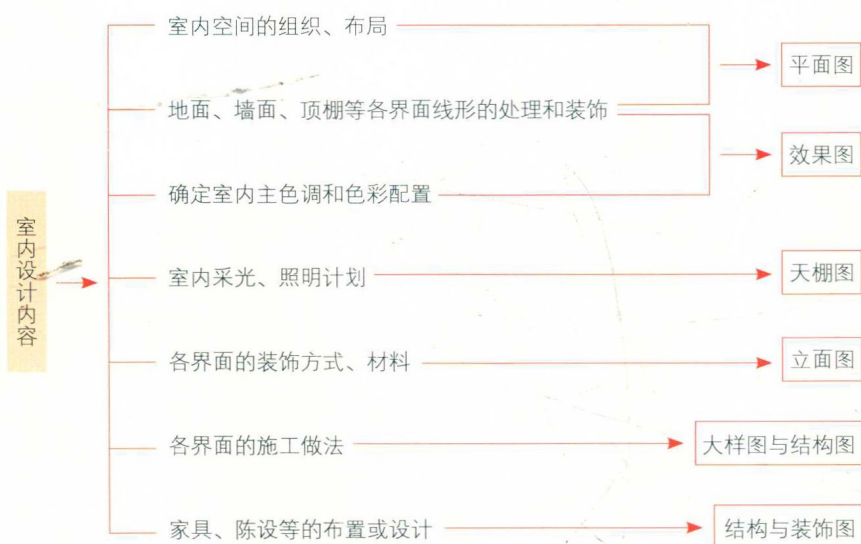 室内空间的组织、布局
平面图
地面、墙面、顶棚等各界面线形的处理和装饰
效果图
确定室内主色调和色彩配置
室内设计内容
室内采光、照明计划
天棚图
各界面的装饰方式、材料
立面图
各界面的施工做法
大样图与结构图
家具、陈设等的布置或设计
结构与装饰图